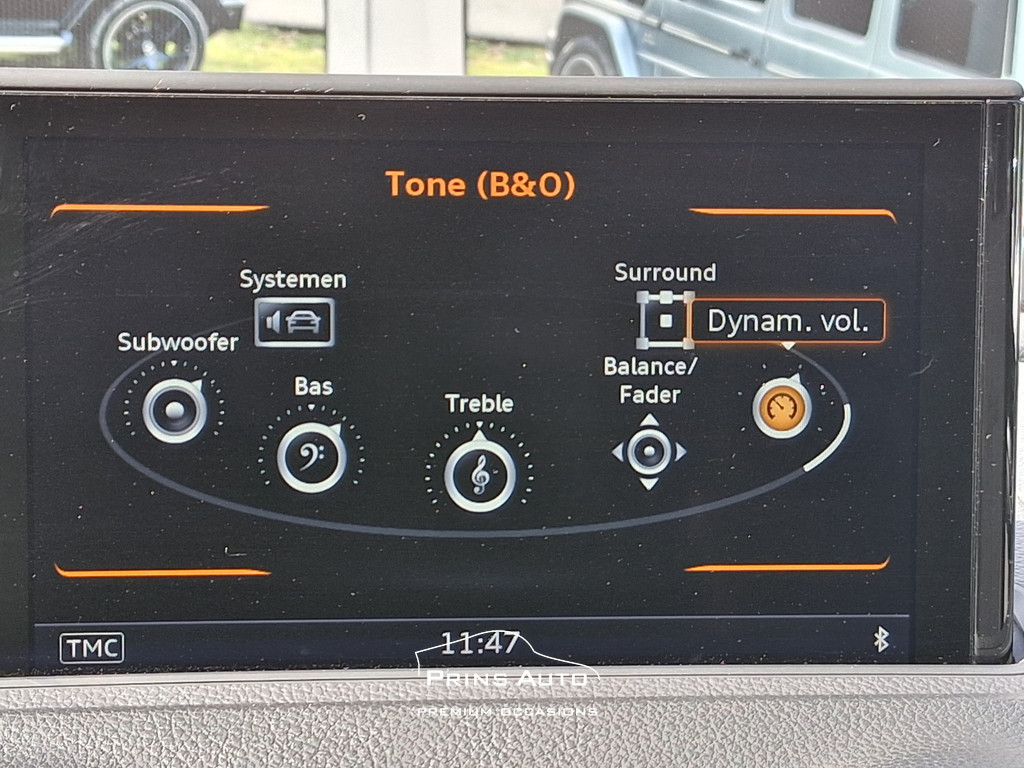 Tone (B&O)
Systemen
Surround
Dynam. vol.
Subwoofer
Balance/
Fader
Bas
Treble
TMC
11:47
PRINS AUTO
PREMIUM OCCASIONS